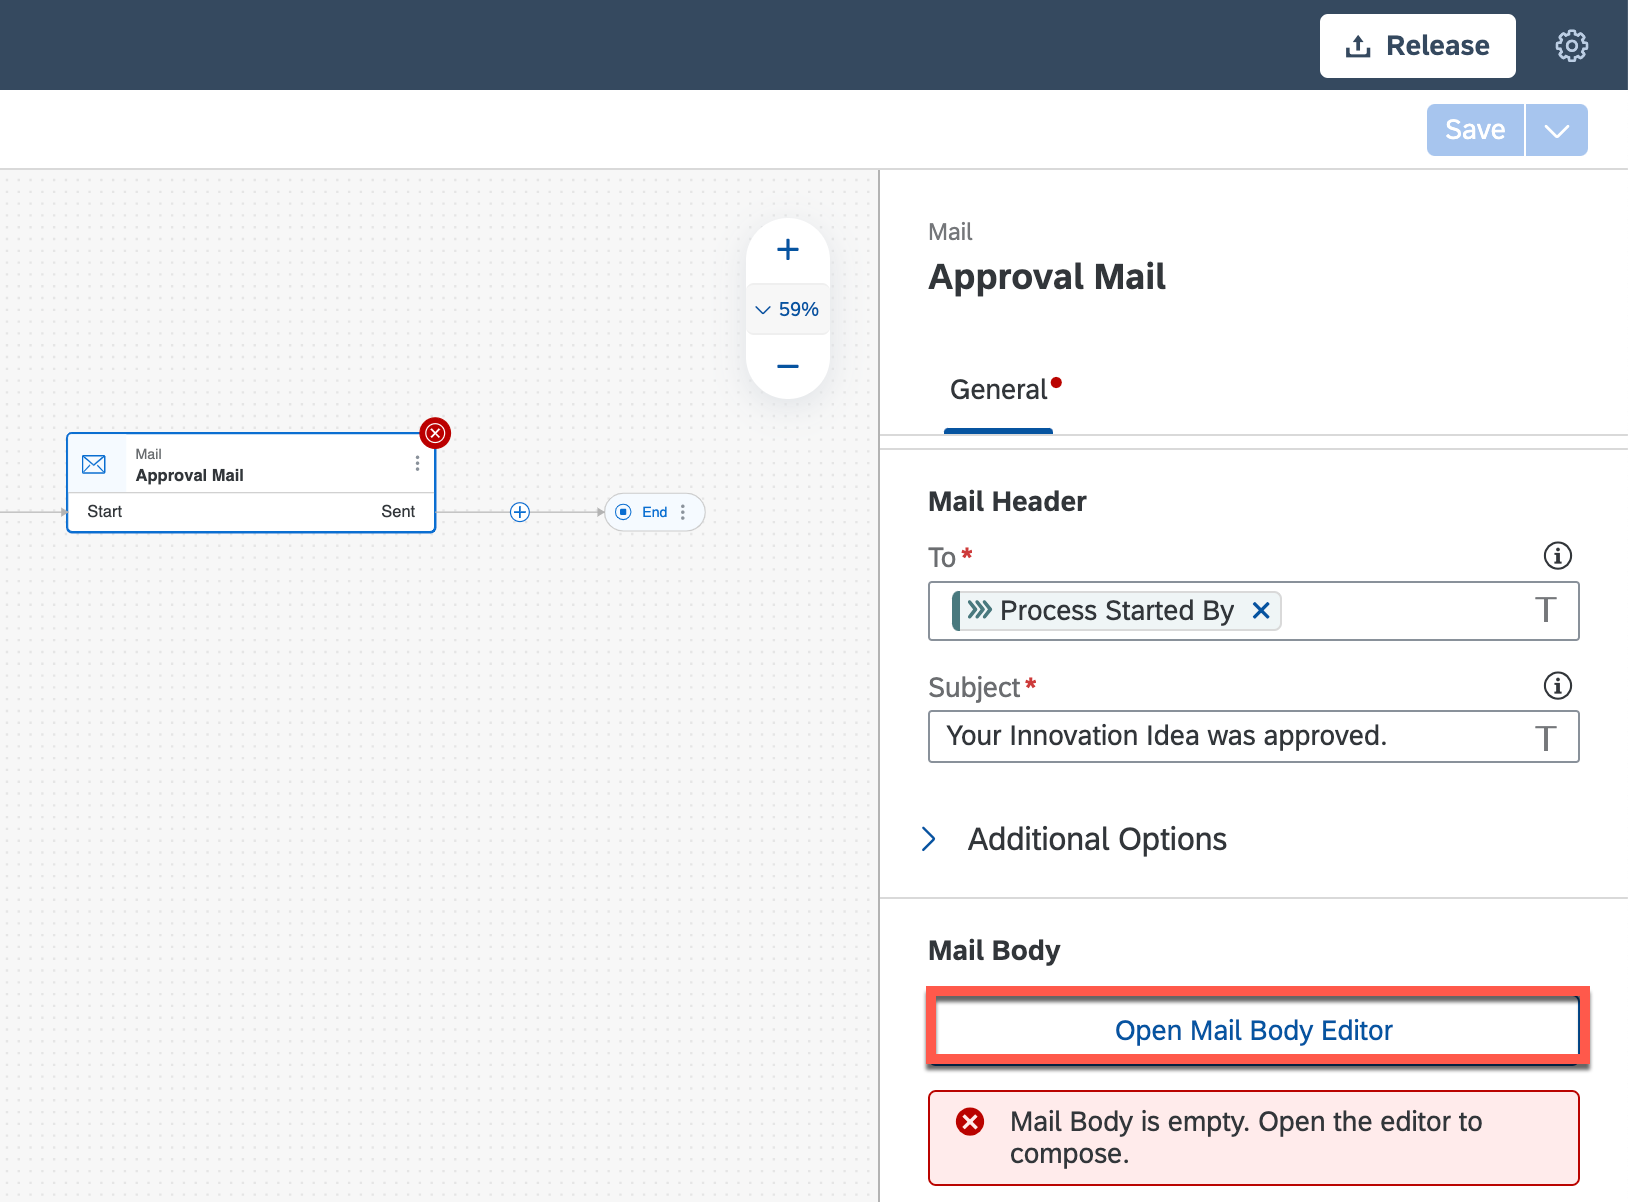 Release
Save
59%
Mail
Approval Mail
Start
Sent
End
Mail
Approval Mail
General
Mail Header
To *
Process Started By
T
Subject *
Your Innovation Idea was approved.
T
Additional Options
Mail Body
Open Mail Body Editor
Mail Body is empty. Open the editor to
compose.